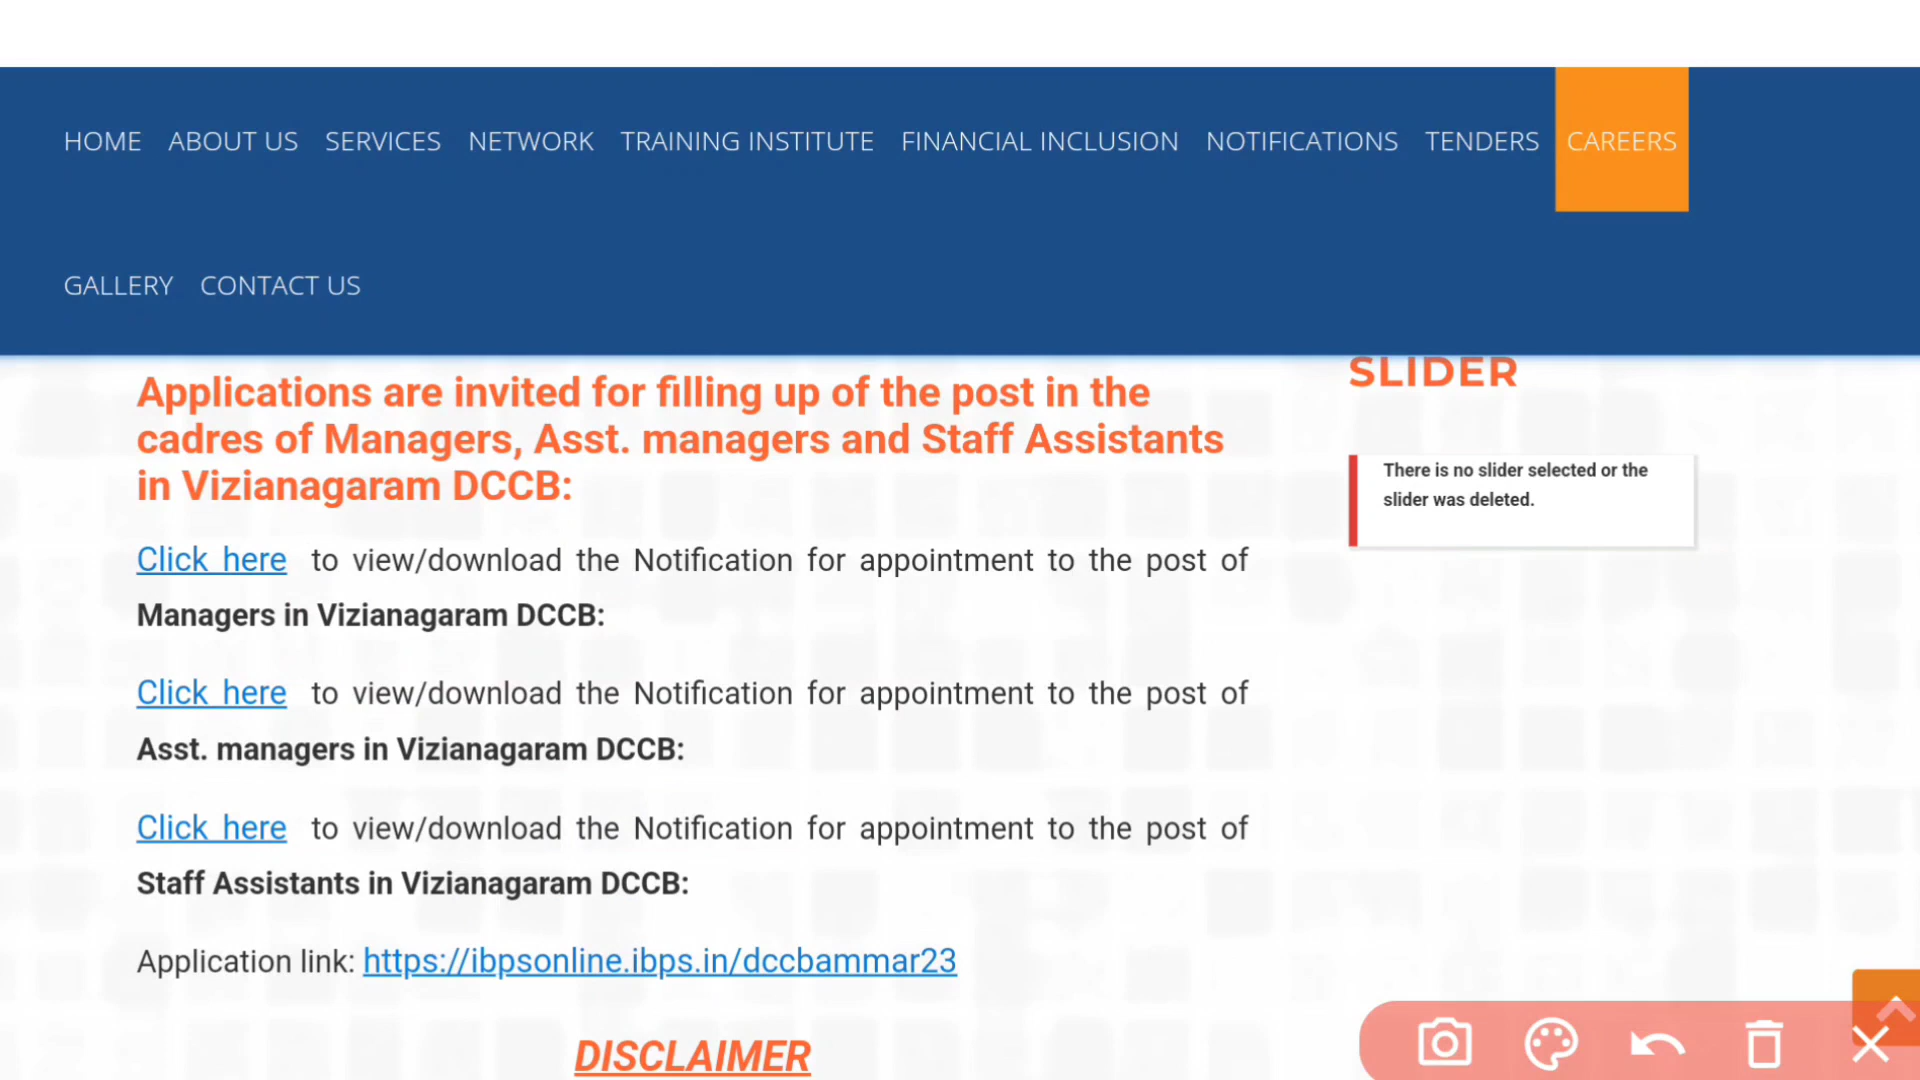 HOME ABOUT US SERVICES NETWORK TRAINING INSTITUTE FINANCIAL INCLUSION NOTIFICATIONS TENDERS CAREERS
GALLERY CONTACT US
Applications are invited for filling up of the post in the
cadres of Managers, Asst. managers and Staff Assistants
in Vizianagaram DCCB:
Click here to view/download the Notification for appointment to the post of
Managers in Vizianagaram DCCB:
Click here to view/download the Notification for appointment to the post of
Asst. managers in Vizianagaram DCCB:
Click here to view/download the Notification for appointment to the post of
Staff Assistants in Vizianagaram DCCB:
Application link: https://ibpsonline.ibps.in/dccbammar23
DISCLAIMER
SLIDER
There is no slider selected or the
slider was deleted.